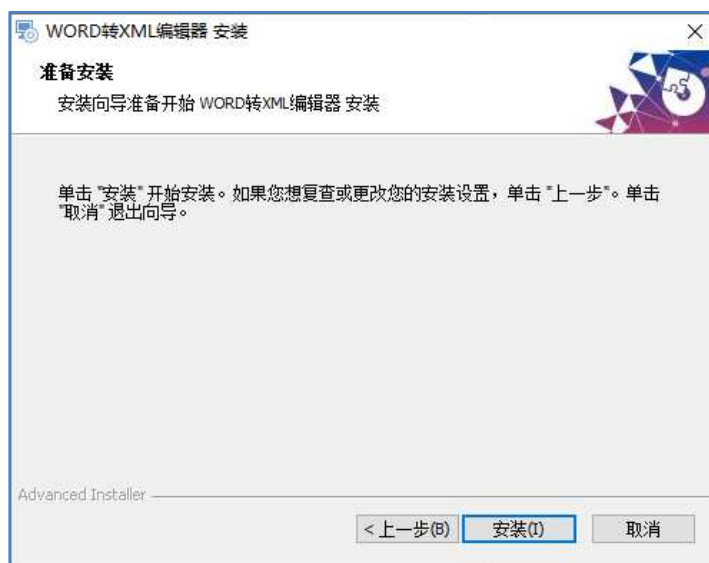 WORD转XML编辑器 安装
准备安装
安装向导准备开始 WORD转XML编辑器 安装
单击 "安装" 开始安装。如果您想复查或更改您的安装设置，单击 "上一步"。单击
"取消" 退出向导。
Advanced Installer
< 上一步(B) 安装(I) 取消